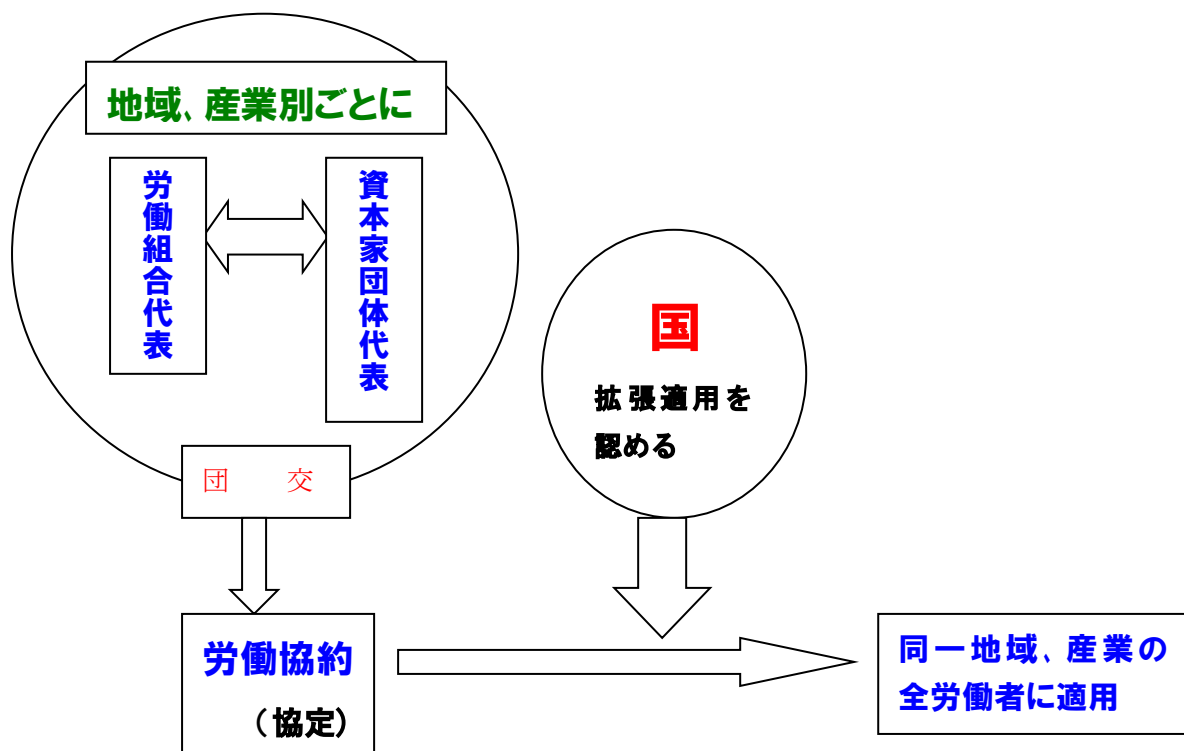 地域、産業別ごとに
労働組合代表
資本家団体代表
国
拡張適用を
認める
団　交
労働協約
（協定）
同一地域、産業の
全労働者に適用